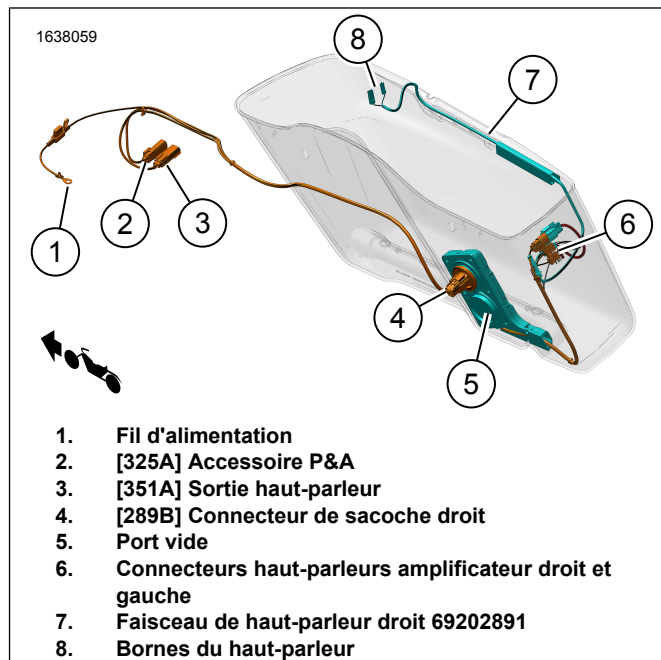 1638059
8
7
6
1
2
3
4
5
1. Fil d'alimentation
2. [325A] Accessoire P&A
3. [351A] Sortie haut-parleur
4. [289B] Connecteur de sacoche droit
5. Port vide
6. Connecteurs haut-parleurs amplificateur droit et
gauche
7. Faisceau de haut-parleur droit 69202891
8. Bornes du haut-parleur